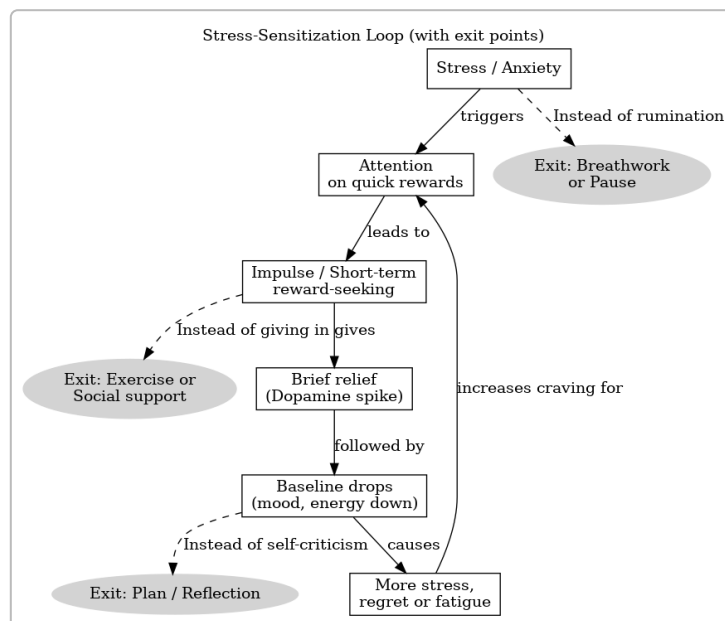 Stress-Sensitization Loop (with exit points)
Stress / Anxiety
triggers
Instead of rumination
Attention
on quick rewards
Exit: Breathwork
or Pause
leads to
Impulse / Short-term
reward-seeking
Instead of giving in
gives
Exit: Exercise or
Social support
Brief relief
(Dopamine spike)
increases craving for
followed by
Baseline drops
(mood, energy down)
Instead of self-criticism
causes
Exit: Plan / Reflection
More stress,
regret or fatigue